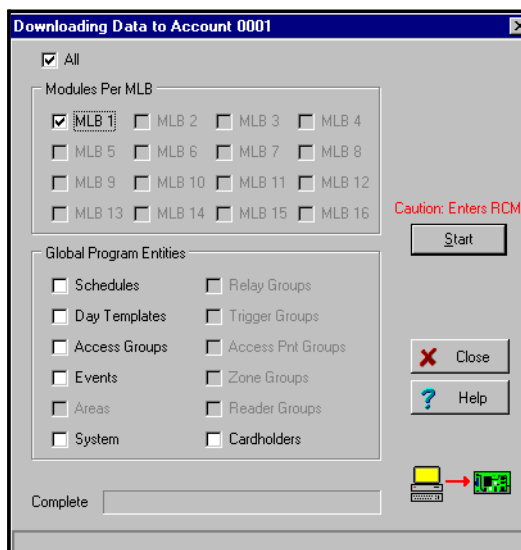 Downloading Data to Account 0001
All
Modules Per MLB
MLB 1 MLB 2 MLB 3 MLB 4
MLB 5 MLB 6 MLB 7 MLB 8
MLB 9 MLB 10 MLB 11 MLB 12
MLB 13 MLB 14 MLB 15 MLB 16
Caution: Enters RCM
Start
Global Program Entities
Schedules Relay Groups
Day Templates Trigger Groups
Access Groups Access Pnt Groups
Events Zone Groups
Areas Reader Groups
System Cardholders
Close
Help
Complete